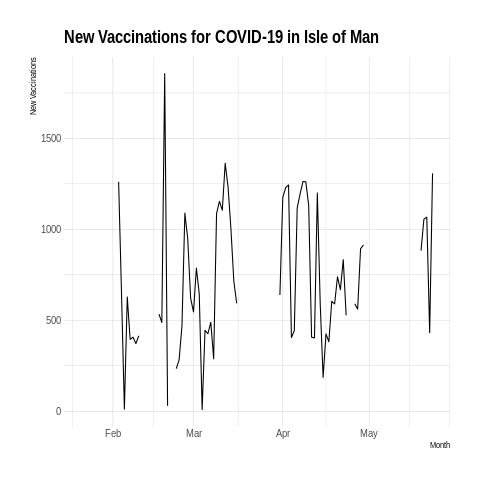 New Vaccinations for COVID-19 in Isle of Man
New Vaccinations
1500
1000
500
0
Feb Mar Apr May
Month